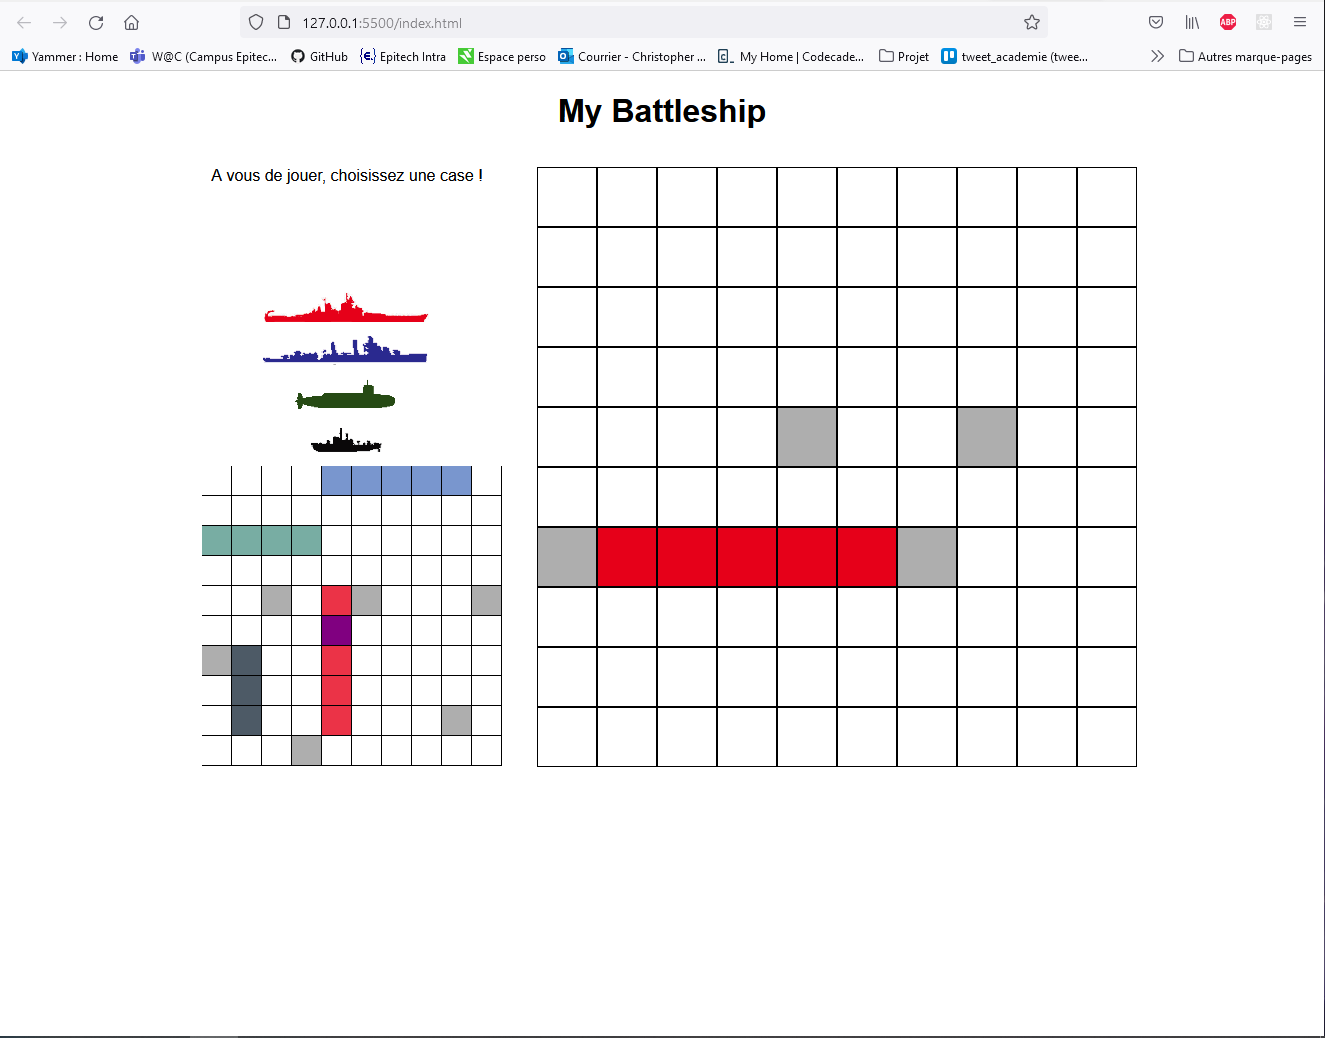 127.0.0.1:5500/index.html
ABP
Yammer : Home W@C (Campus Epitec... GitHub Epitech Intra Espace perso Courrier - Christopher ... My Home | Codecade... Projet tweet_academie (twee... Autres marque-pages
My Battleship
A vous de jouer, choisissez une case !